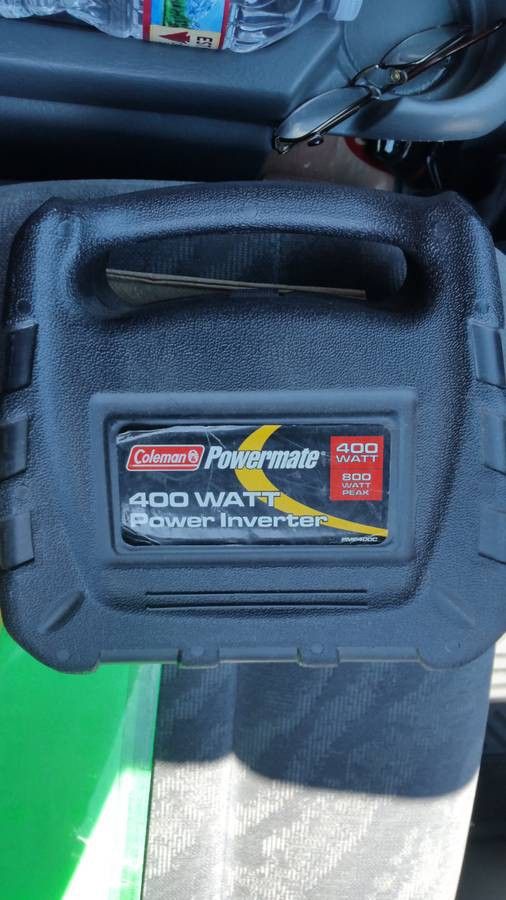 Coleman Powermate®
400 WATT
Power Inverter
400
WATT
800
WATT
PEAK